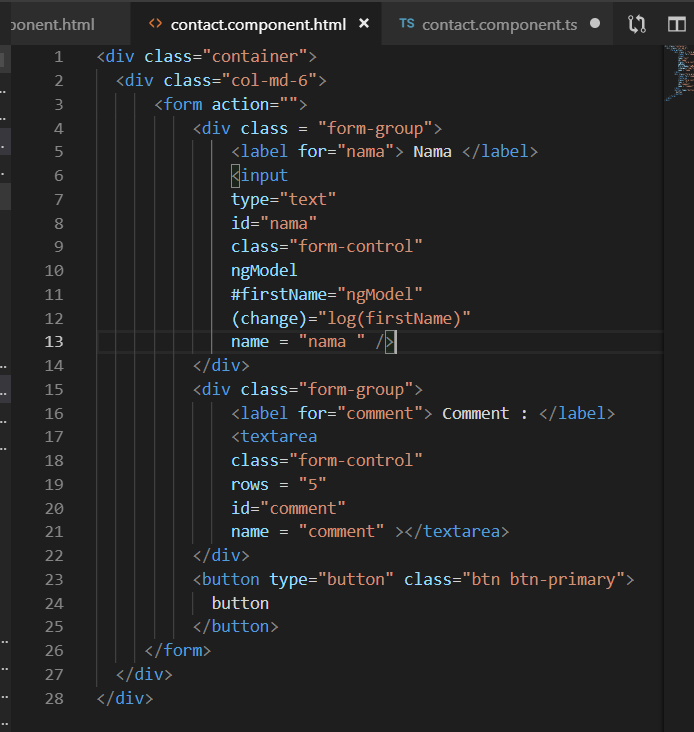 ponent.html
<> contact.component.html ×
TS contact.component.ts ●
1 <div class="container">
2 <div class="col-md-6">
3 <form action="">
4 <div class = "form-group">
5 <label for="nama"> Nama </label>
6 <input
7 type="text"
8 id="nama"
9 class="form-control"
10 ngModel
11 #firstName="ngModel"
12 (change)="log(firstName)"
13 name = "nama " />
14 </div>
15 <div class="form-group">
16 <label for="comment"> Comment : </label>
17 <textarea
18 class="form-control"
19 rows = "5"
20 id="comment"
21 name = "comment" ></textarea>
22 </div>
23 <button type="button" class="btn btn-primary">
24 button
25 </button>
26 </form>
27 </div>
28 </div>